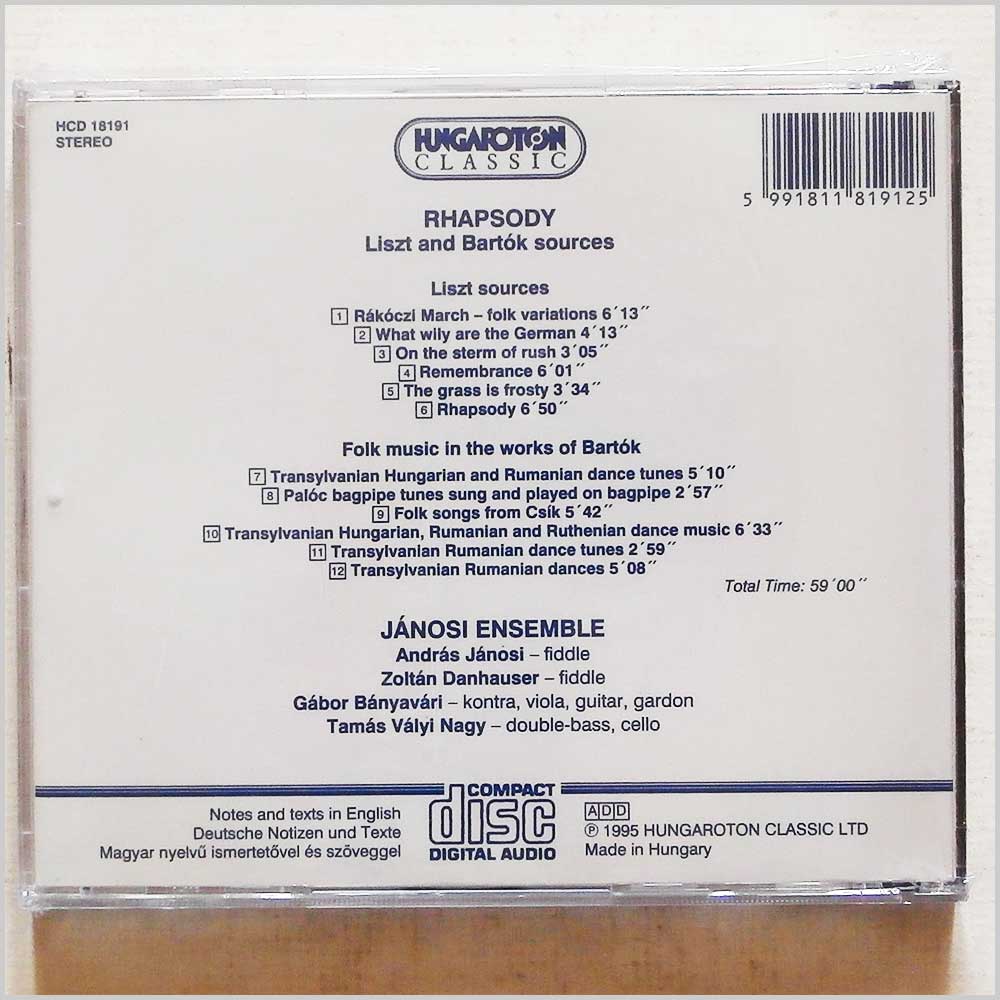 HCD 18191
STEREO
HUNGAROTON
CLASSIC
5 991811 819125
RHAPSODY
Liszt and Bartók sources
Liszt sources
1 Rákóczi March – folk variations 6´13´´
2 What wily are the German 4´13´´
3 On the sterm of rush 3´05´´
4 Remembrance 6´01´´
5 The grass is frosty 3´34´´
6 Rhapsody 6´50´´
Folk music in the works of Bartók
7 Transylvanian Hungarian and Rumanian dance tunes 5´10´´
8 Palóc bagpipe tunes sung and played on bagpipe 2´57´´
9 Folk songs from Csík 5´42´´
10 Transylvanian Hungarian, Rumanian and Ruthenian dance music 6´33´´
11 Transylvanian Rumanian dance tunes 2´59´´
12 Transylvanian Rumanian dances 5´08´´
Total Time: 59´00´´
JÁNOSI ENSEMBLE
András Jánosi – fiddle
Zoltán Danhauser – fiddle
Gábor Bányavári – kontra, viola, guitar, gardon
Tamás Vályi Nagy – double-bass, cello
Notes and texts in English
Deutsche Notizen und Texte
Magyar nyelvű ismertetővel és szöveggel
COMPACT
disc
DIGITAL AUDIO
ADD
℗ 1995 HUNGAROTON CLASSIC LTD
Made in Hungary